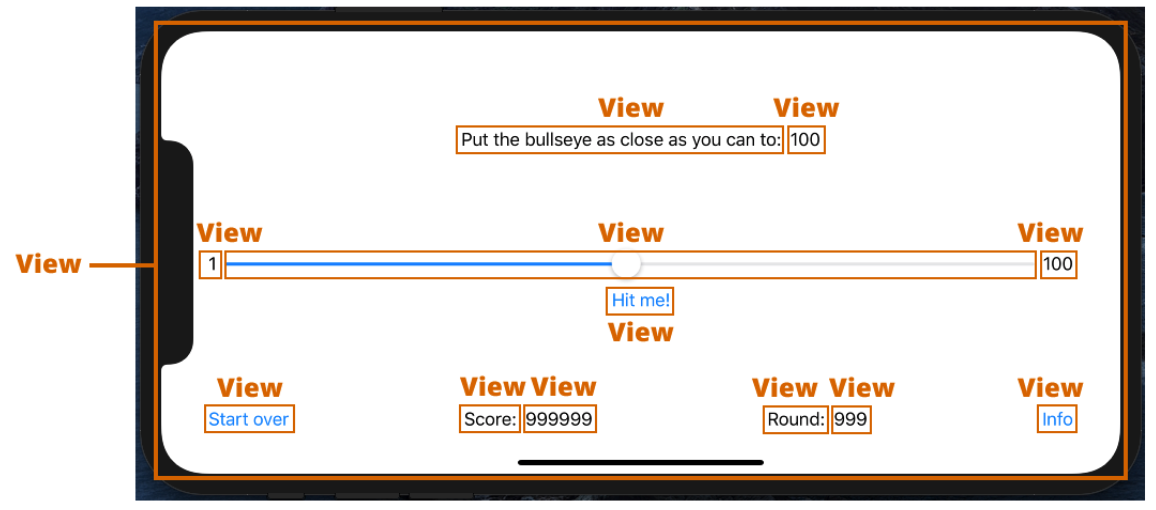 View View
Put the bullseye as close as you can to: 100
View View View
View
1 100
Hit me!
View
View View View View View View
Start over Score: 999999 Round: 999 Info